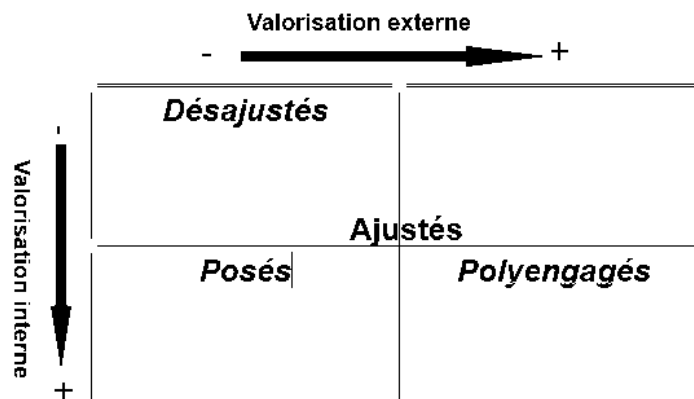 Valorisation externe
- +
Désajustés
-
Valorisation interne
Ajustés
Posés Polyengagés
+